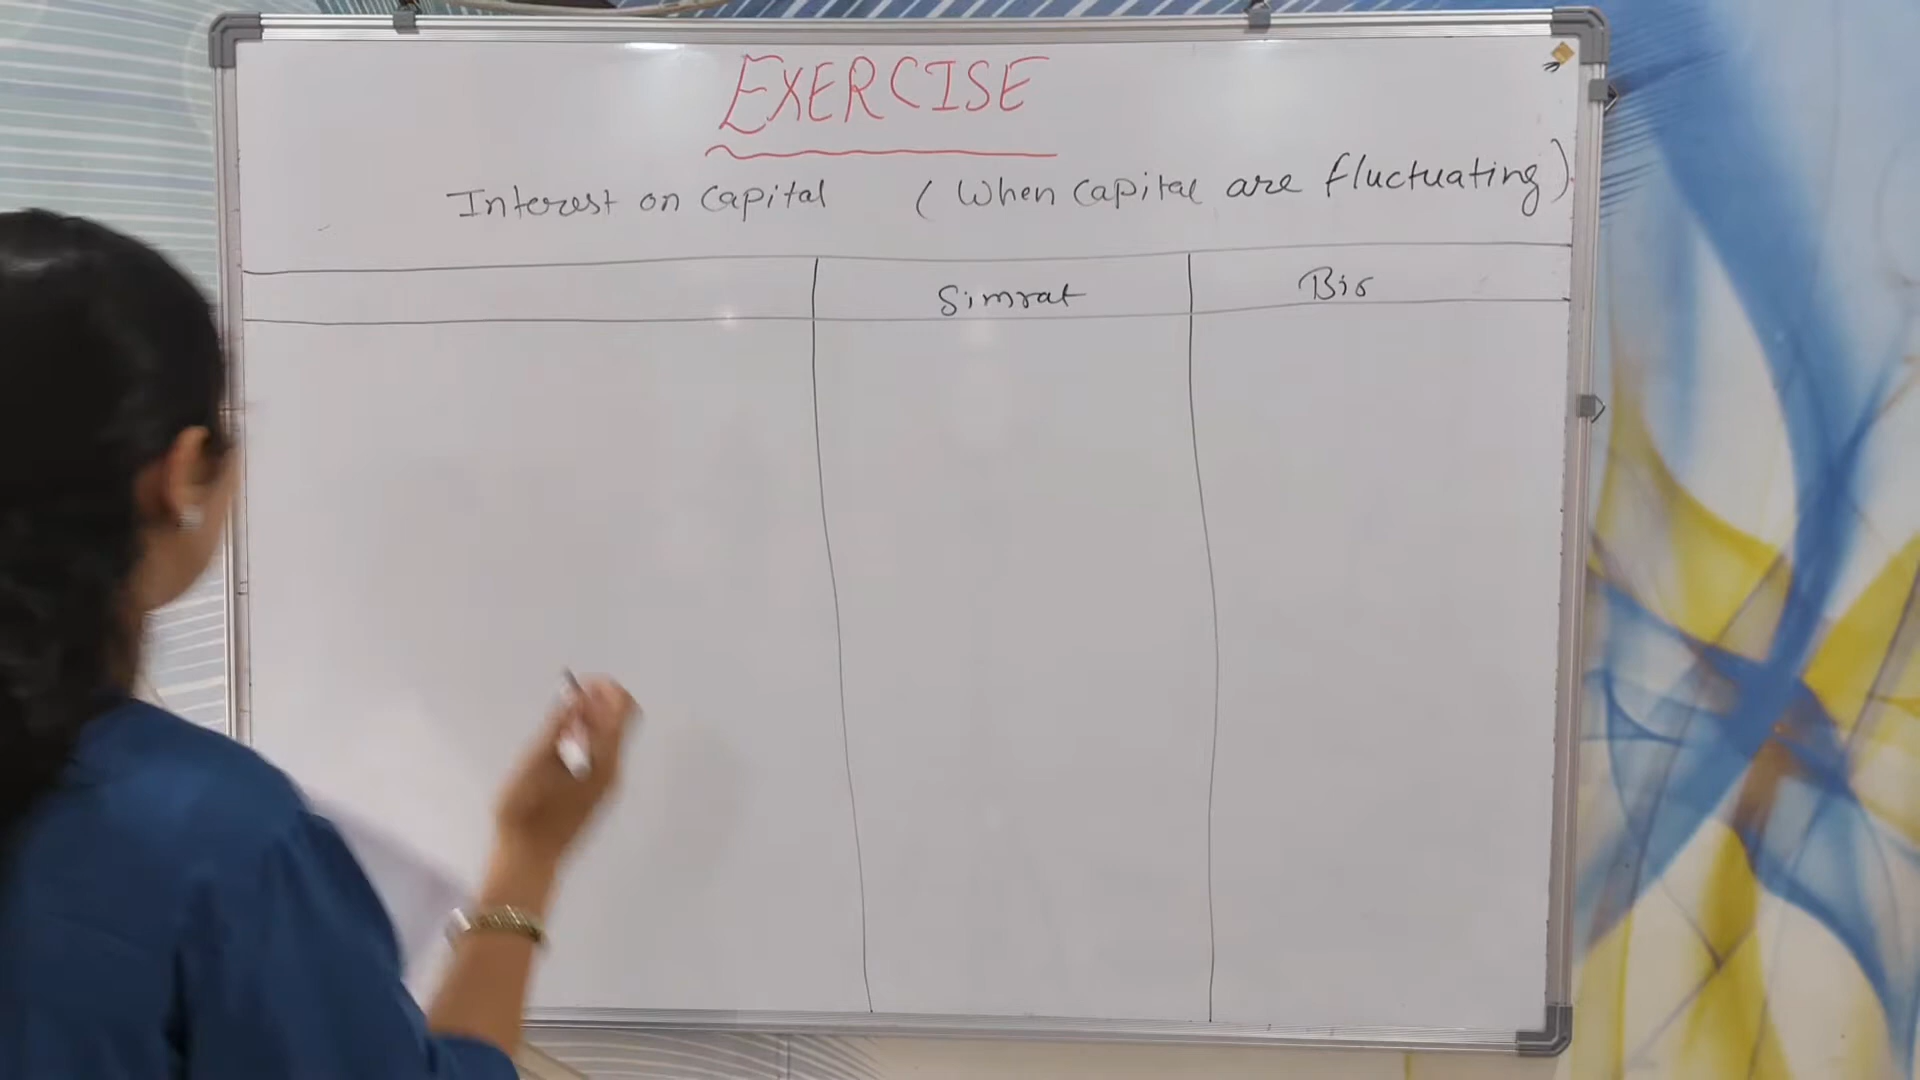 EXERCISE
Interest on capital (When capital are fluctuating)
Simrat Bir